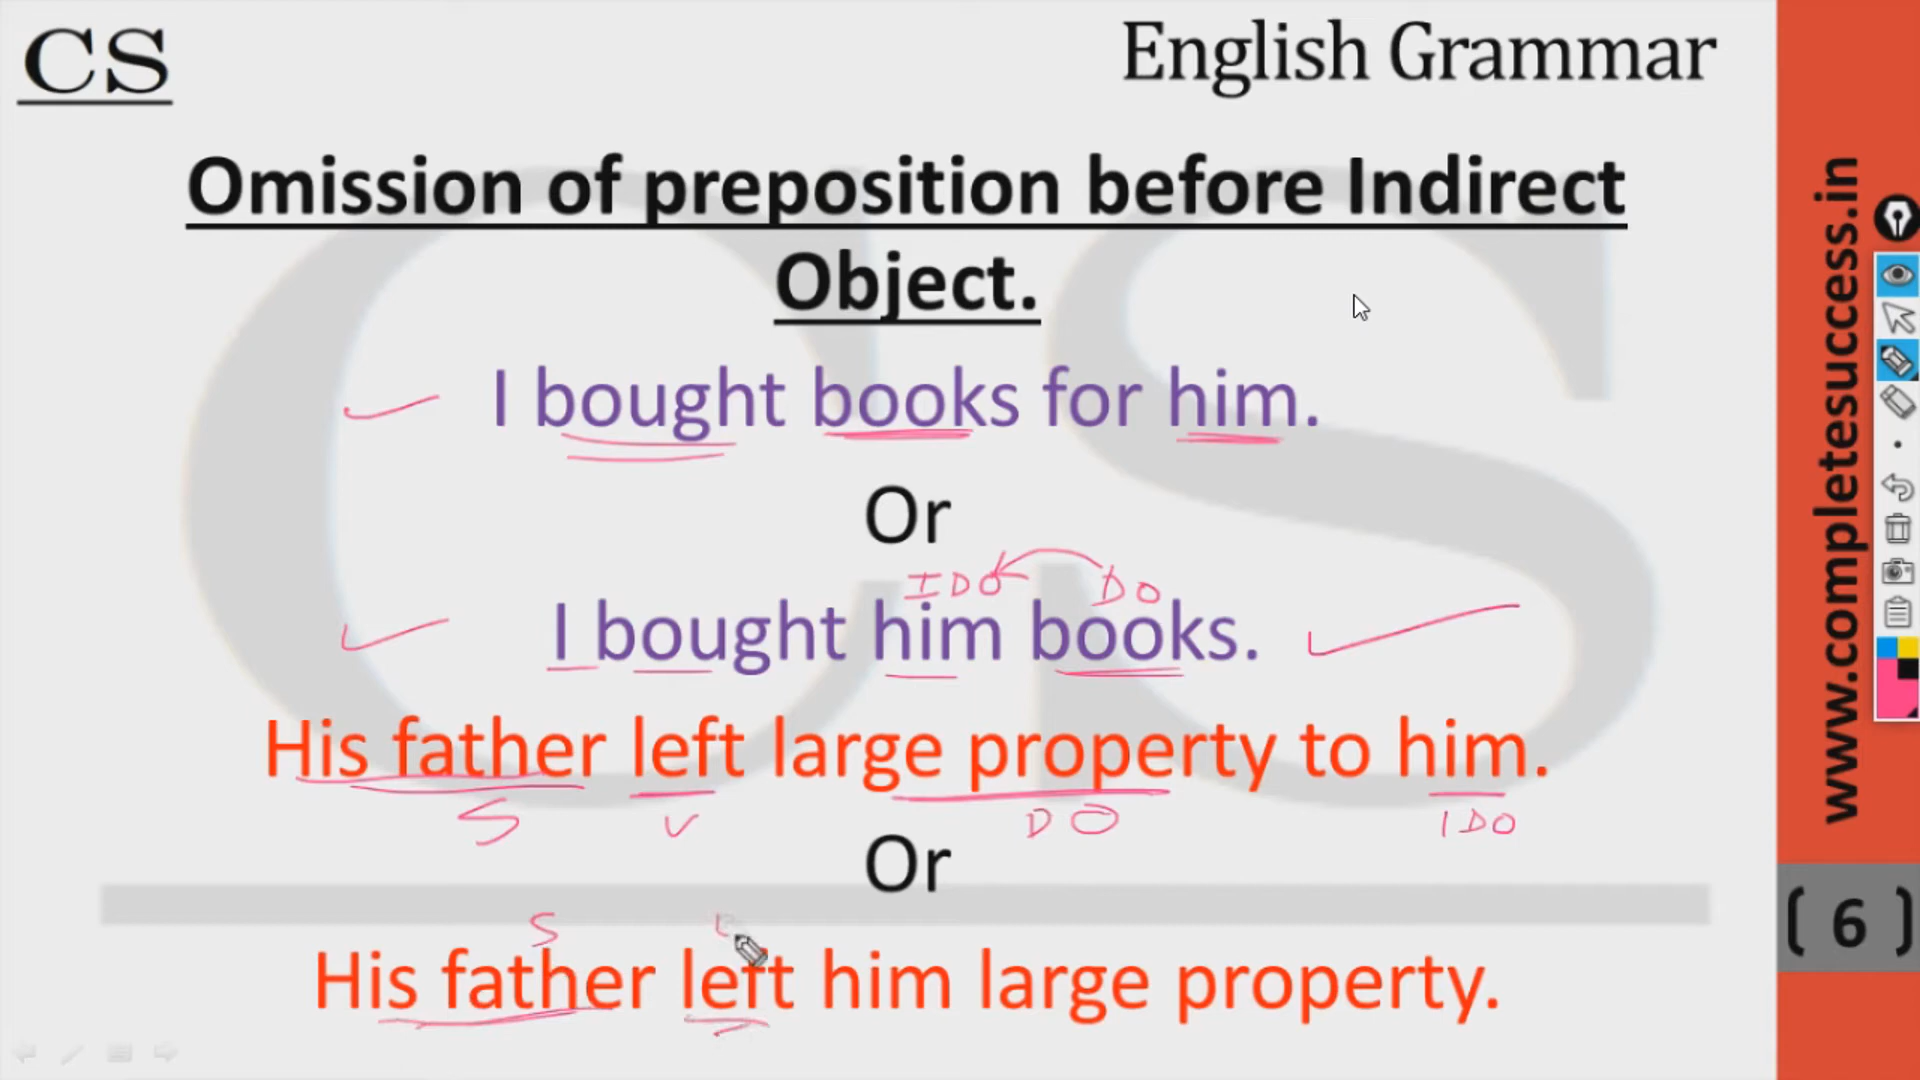 CS
English Grammar
Omission of preposition before Indirect
Object.
I bought books for him.
Or
IDO DO
I bought him books.
His father left large property to him.
S V DO IDO
Or
S
His father left him large property.
www.completesuccess.in
( 6 )